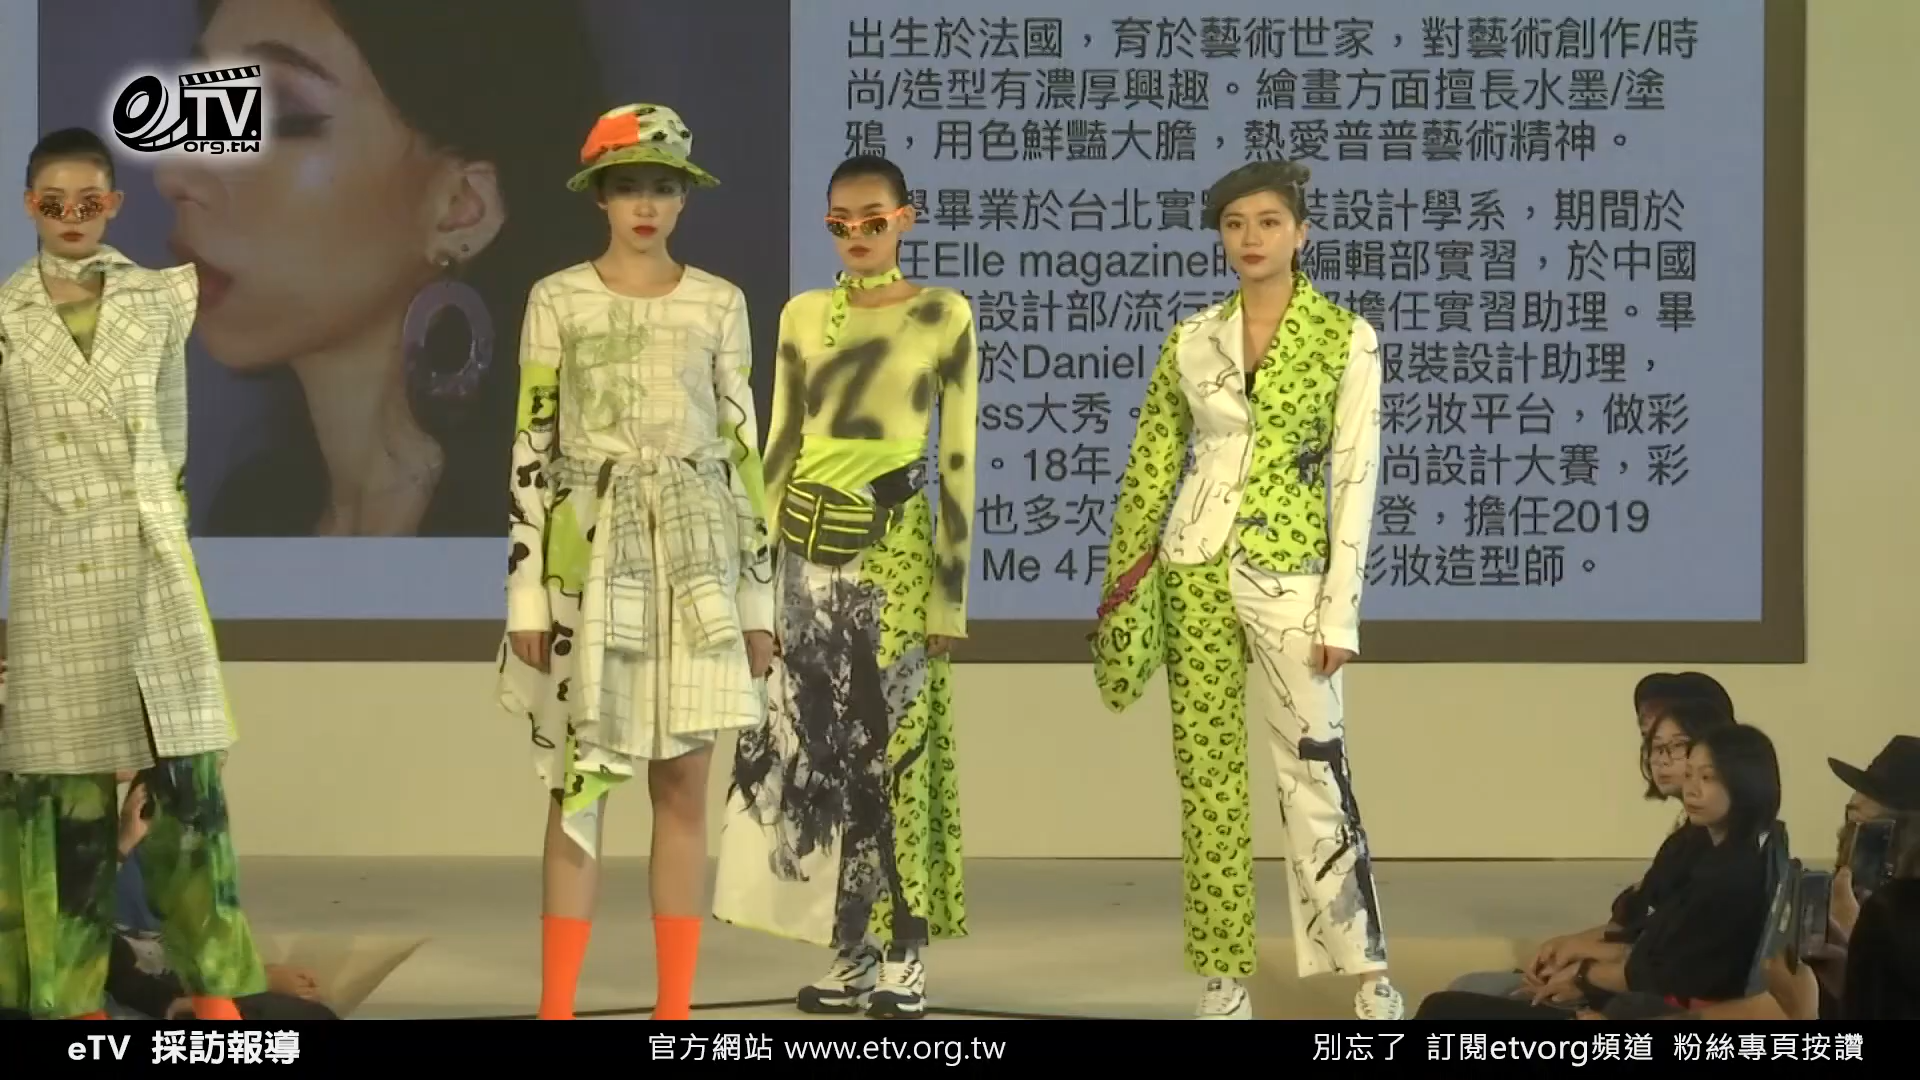 eTV.
org.tw
出生於法國，育於藝術世家，對藝術創作/時
尚/造型有濃厚興趣。繪畫方面擅長水墨/塗
鴉，用色鮮豔大膽，熱愛普普藝術精神。
學畢業於台北實 裝設計學系，期間於
任Elle magazine 編輯部實習，於中國
設計部/流行 擔任實習助理。畢
於Daniel 服裝設計助理，
ss大秀。 彩妝平台，做彩
。18年 尚設計大賽，彩
也多次 登，擔任2019
Me 4月 彩妝造型師。
eTV 採訪報導
官方網站 www.etv.org.tw
別忘了 訂閱etvorg頻道 粉絲專頁按讚